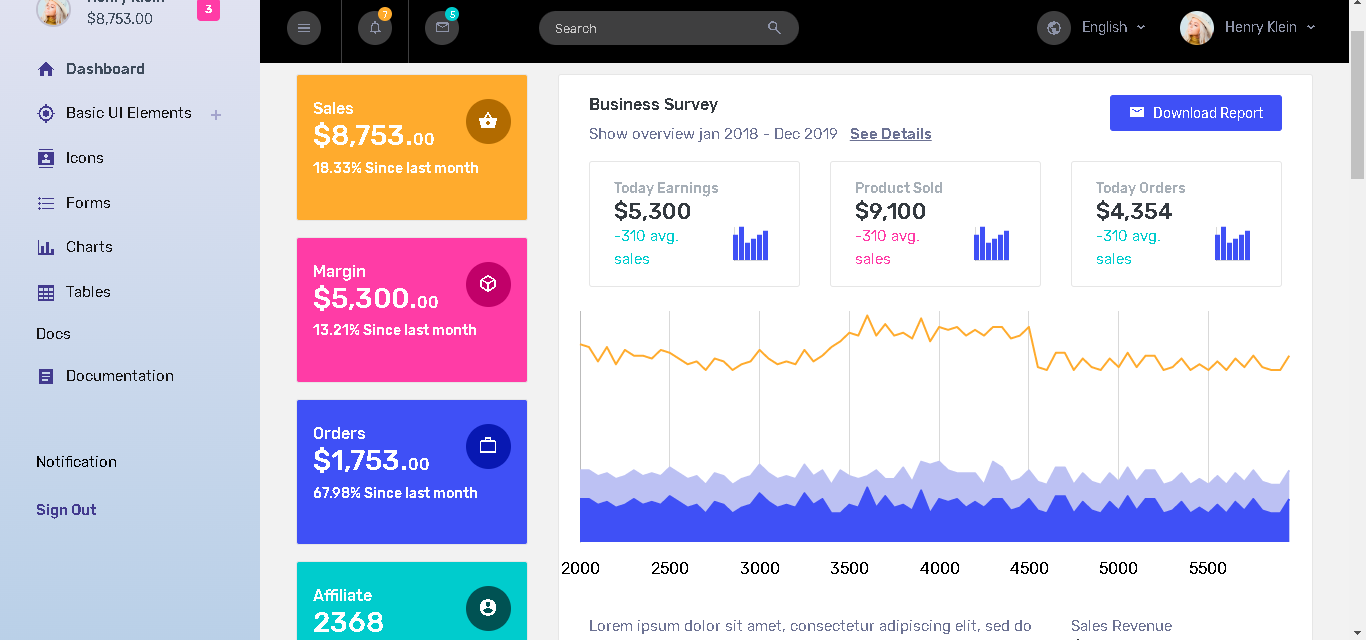 Henry Klein
$8,753.00
3
Dashboard
Basic UI Elements +
Icons
Forms
Charts
Tables
Docs
Documentation
Notification
Sign Out
7
5
Search
English
Henry Klein
Sales
$8,753.00
18.33% Since last month
Margin
$5,300.00
13.21% Since last month
Orders
$1,753.00
67.98% Since last month
Affiliate
2368
Business Survey
Show overview jan 2018 - Dec 2019 See Details
Download Report
Today Earnings
$5,300
-310 avg.
sales
Product Sold
$9,100
-310 avg.
sales
Today Orders
$4,354
-310 avg.
sales
2000 2500 3000 3500 4000 4500 5000 5500
Lorem ipsum dolor sit amet, consectetur adipiscing elit, sed do
Sales Revenue